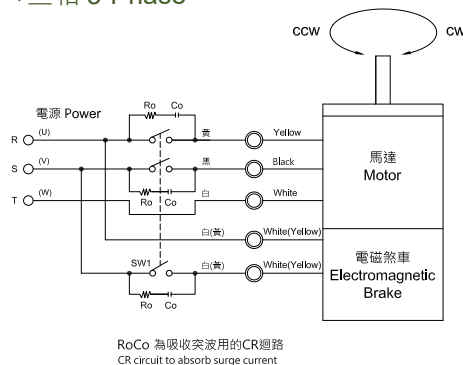 3 Phase
CCW
CW
電源 Power
Ro Co
R (U)
黃 Yellow
S (V)
黑 Black
Ro Co
T (W)
白 White
馬達
Motor
白(黃) White(Yellow)
SW1
白(黃) White(Yellow)
電磁煞車
Electromagnetic
Brake
Ro Co
RoCo 為吸收突波用的CR迴路
CR circuit to absorb surge current